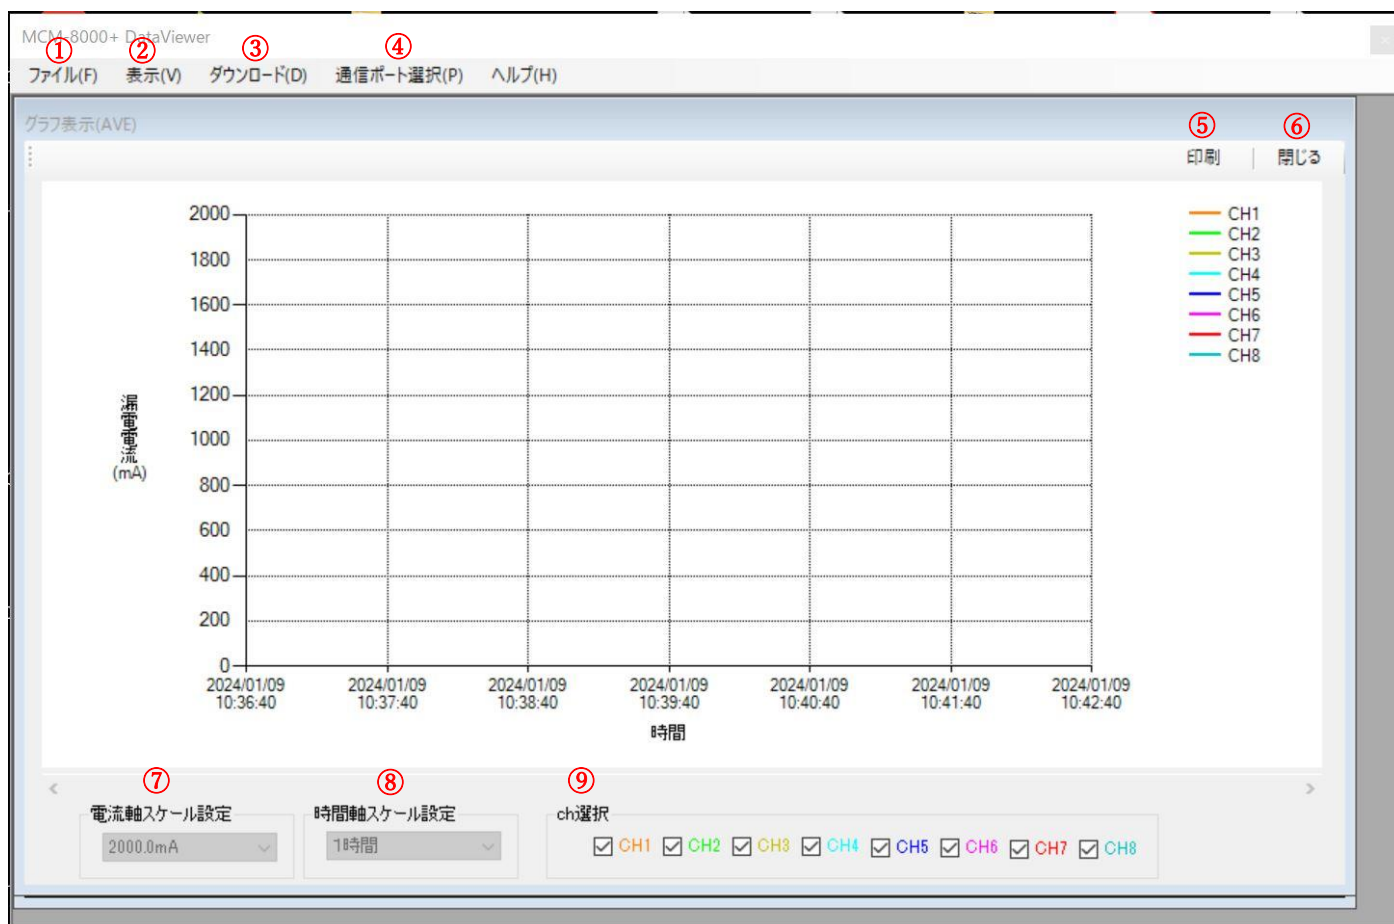 MCM-8000+ DataViewer
① ② ③ ④
ファイル(F) 表示(V) ダウンロード(D) 通信ポート選択(P) ヘルプ(H)
グラフ表示(AVE)
⑤ ⑥
印刷 閉じる
2000
1800
1600
1400
1200
1000
800
600
400
200
0
漏電電流
(mA)
CH1
CH2
CH3
CH4
CH5
CH6
CH7
CH8
2024/01/09 2024/01/09 2024/01/09 2024/01/09 2024/01/09 2024/01/09 2024/01/09
10:36:40 10:37:40 10:38:40 10:39:40 10:40:40 10:41:40 10:42:40
時間
⑦ ⑧ ⑨
電流軸スケール設定 時間軸スケール設定 ch選択
2000.0mA 1時間 CH1 CH2 CH3 CH4 CH5 CH6 CH7 CH8